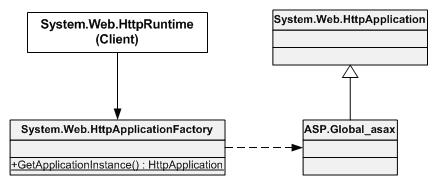 System.Web.HttpRuntime
(Client)
System.Web.HttpApplication
System.Web.HttpApplicationFactory
+GetApplicationInstance() : HttpApplication
ASP.Global_asax